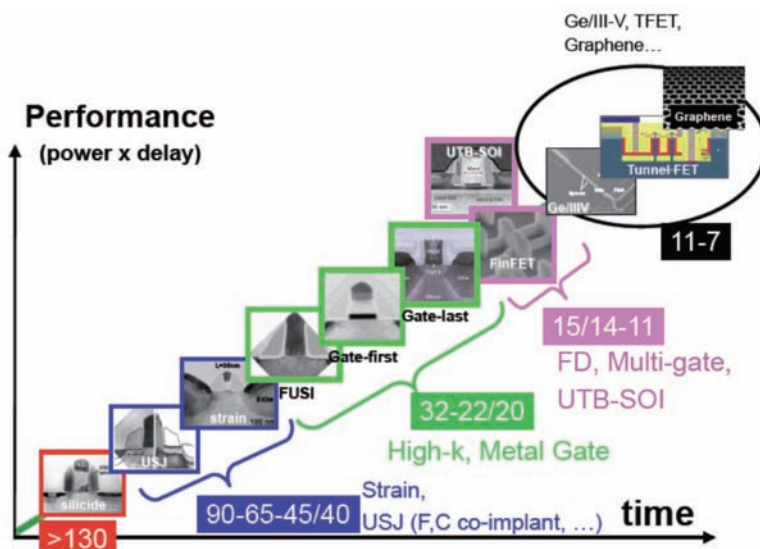 Ge/III-V, TFET,
Graphene...
Performance
(power x delay)
Graphene
UTB-SOI
Tunnel-FET
Ge/IIIV
FinFET
11-7
Gate-last
15/14-11
FD, Multi-gate,
UTB-SOI
Gate-first
FUSI
strain
32-22/20
High-k, Metal Gate
USJ
silicide
>130
90-65-45/40
Strain,
USJ (F,C co-implant, ...)
time